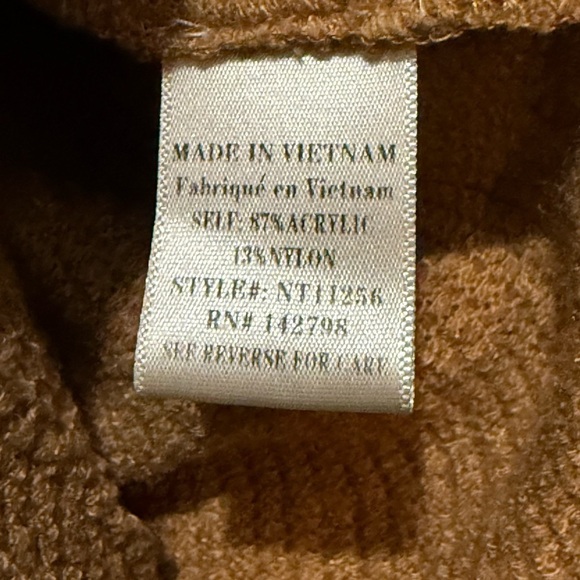 MADE IN VIETNAM
Fabriqué en Vietnam
SELF: 87%ACRYLIC
13%NYLON
STYLE#: NT11256
RN# 142798
SEE REVERSE FOR CARE